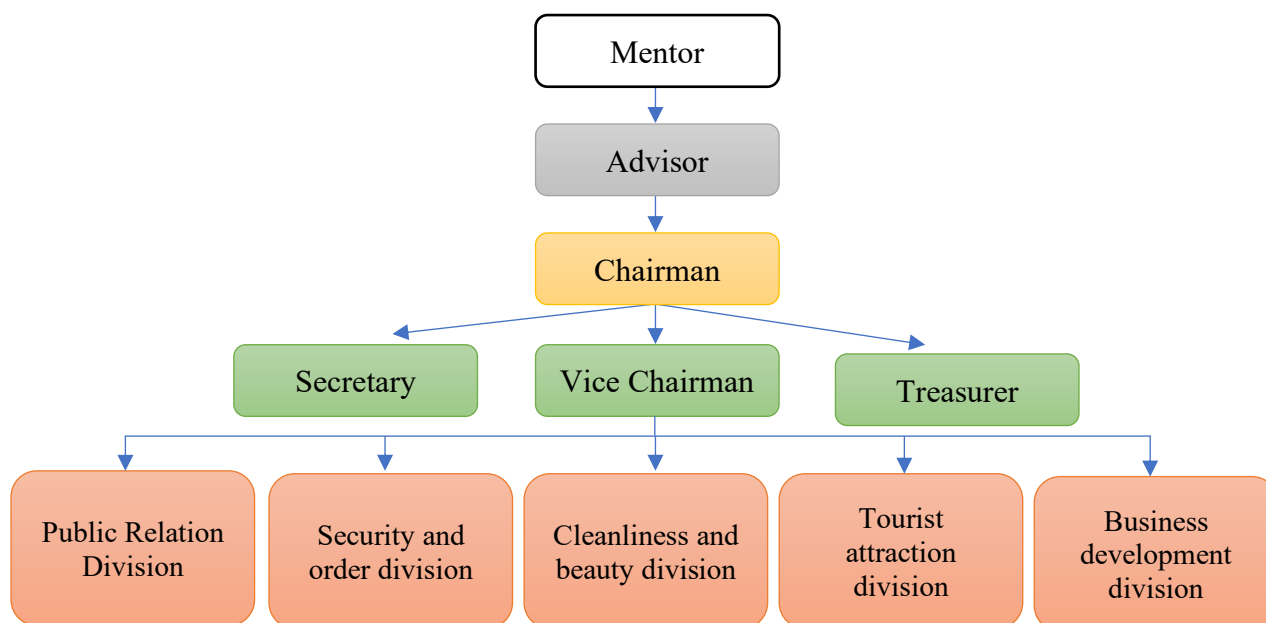 Mentor
Advisor
Chairman
Secretary
Vice Chairman
Treasurer
Public Relation
Division
Security and
order division
Cleanliness and
beauty division
Tourist
attraction
division
Business
development
division